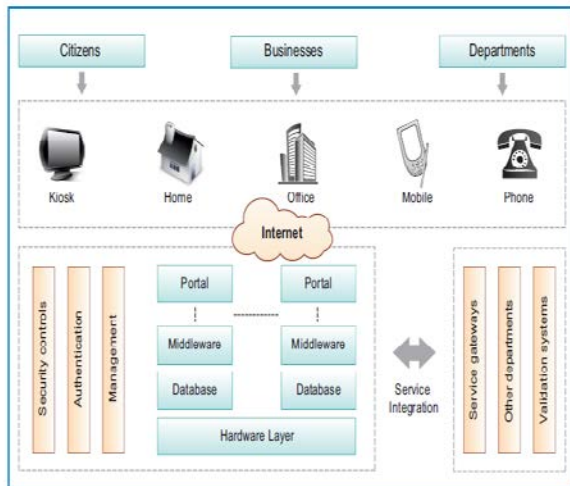 Citizens
Businesses
Departments
Kiosk
Home
Office
Mobile
Phone
Internet
Security controls
Authentication
Management
Portal
Portal
Middleware
Middleware
Database
Database
Hardware Layer
Service
Integration
Service gateways
Other departments
Validation systems